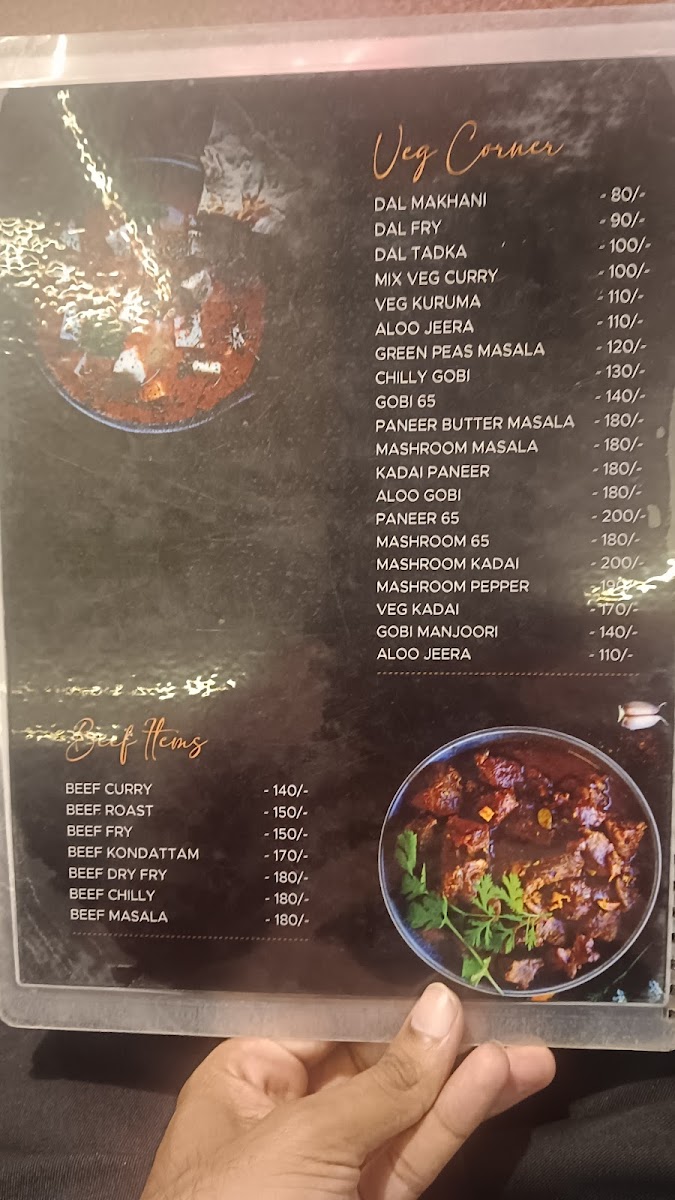 Veg Corner
DAL MAKHANI - 80/-
DAL FRY - 90/-
DAL TADKA - 100/-
MIX VEG CURRY - 100/-
VEG KURUMA - 110/-
ALOO JEERA - 110/-
GREEN PEAS MASALA - 120/-
CHILLY GOBI - 130/-
GOBI 65 - 140/-
PANEER BUTTER MASALA - 180/-
MASHROOM MASALA - 180/-
KADAI PANEER - 180/-
ALOO GOBI - 180/-
PANEER 65 - 200/-
MASHROOM 65 - 180/-
MASHROOM KADAI - 200/-
MASHROOM PEPPER
VEG KADAI - 170/-
GOBI MANJOORI - 140/-
ALOO JEERA - 110/-
Beef Items
BEEF CURRY - 140/-
BEEF ROAST - 150/-
BEEF FRY - 150/-
BEEF KONDATTAM - 170/-
BEEF DRY FRY - 180/-
BEEF CHILLY - 180/-
BEEF MASALA - 180/-